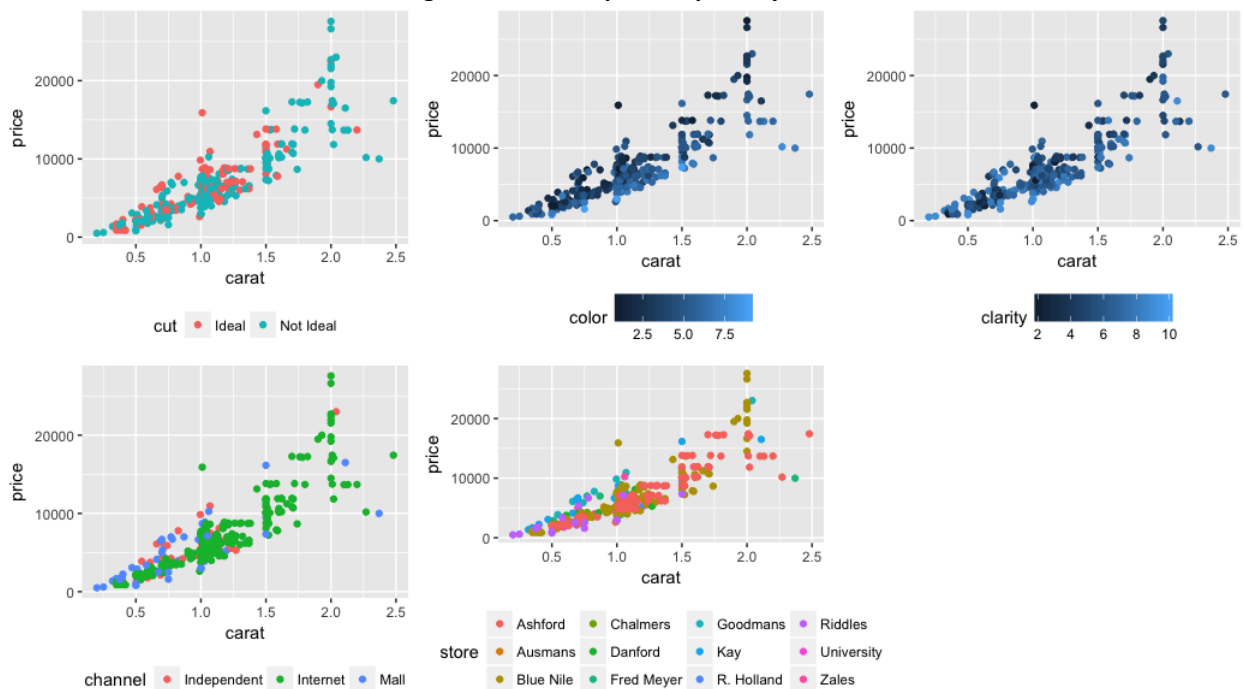 price
20000
10000
0
0.5 1.0 1.5 2.0 2.5
carat
cut Ideal Not Ideal
price
20000
10000
0
0.5 1.0 1.5 2.0 2.5
carat
color
2.5 5.0 7.5
price
20000
10000
0
0.5 1.0 1.5 2.0 2.5
carat
clarity
2 4 6 8 10
price
20000
10000
0
0.5 1.0 1.5 2.0 2.5
carat
channel Independent Internet Mall
price
20000
10000
0
0.5 1.0 1.5 2.0 2.5
carat
Ashford Chalmers Goodmans Riddles
store Ausmans Danford Kay University
Blue Nile Fred Meyer R. Holland Zales